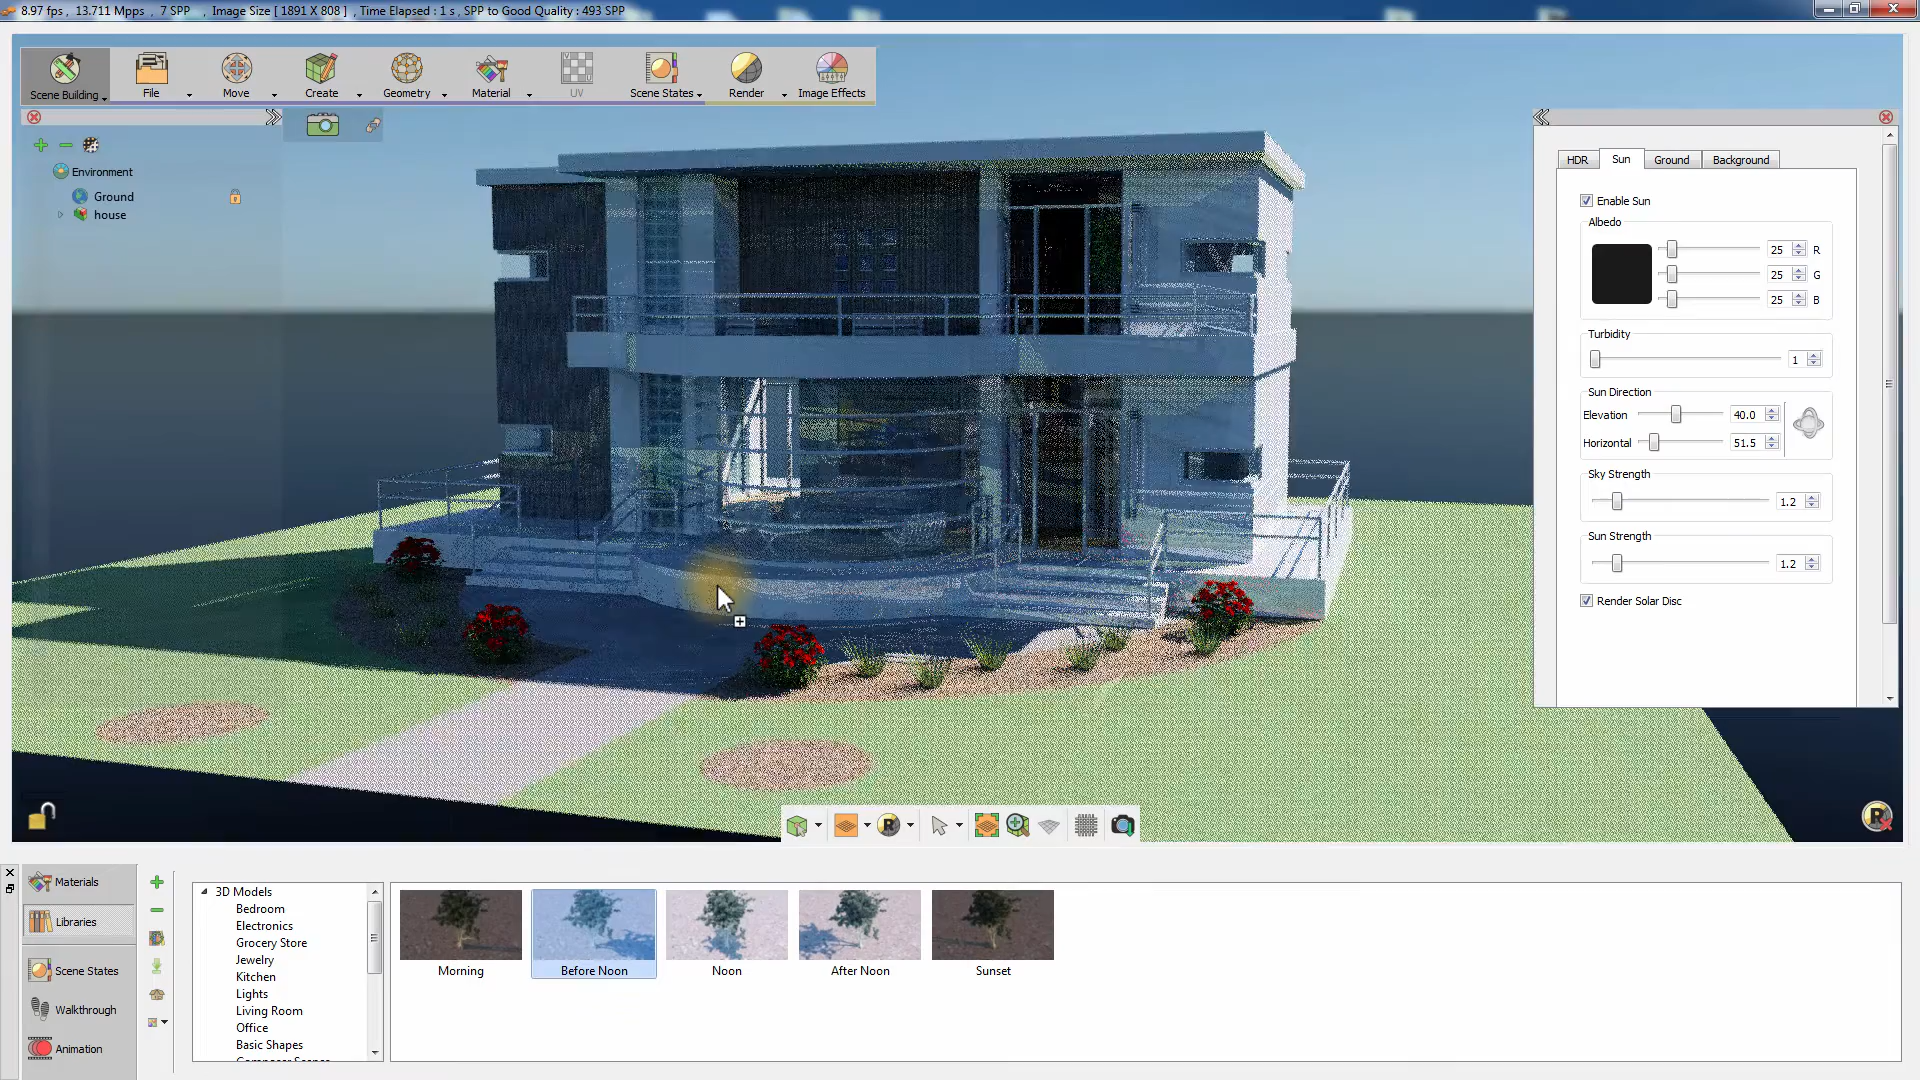 8.97 fps , 13.711 Mpps , 7 SPP , Image Size [ 1891 X 808 ] , Time Elapsed : 1 s , SPP to Good Quality : 493 SPP
Scene Building File Move Create Geometry Material UV Scene States Render Image Effects
Environment
Ground
house
HDR Sun Ground Background
Enable Sun
Albedo
25 R
25 G
25 B
Turbidity
1
Sun Direction
Elevation 40.0
Horizontal 51.5
Sky Strength
1.2
Sun Strength
1.2
Render Solar Disc
Materials
Libraries
Scene States
Walkthrough
Animation
3D Models
Bedroom
Electronics
Grocery Store
Jewelry
Kitchen
Lights
Living Room
Office
Basic Shapes
Morning Before Noon Noon After Noon Sunset